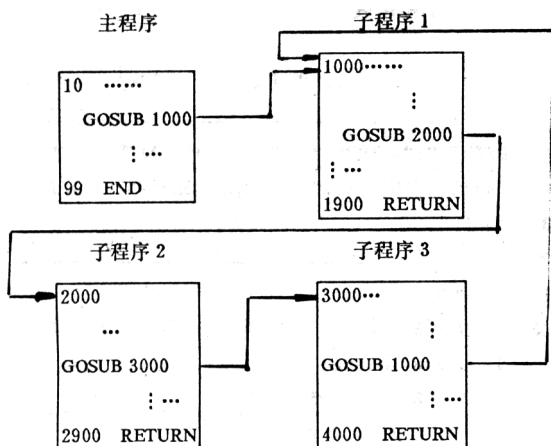 主程序
子程序 1
10 ……
GOSUB 1000
⋮ …
99 END
1000……
⋮
GOSUB 2000
⋮ …
1900 RETURN
子程序 2
子程序 3
2000
…
GOSUB 3000
⋮ …
2900 RETURN
3000…
⋮
GOSUB 1000
⋮ …
4000 RETURN